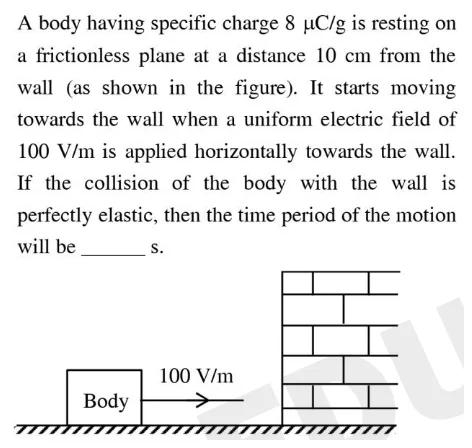 A body having specific charge 8 μC/g is resting on
a frictionless plane at a distance 10 cm from the
wall (as shown in the figure). It starts moving
towards the wall when a uniform electric field of
100 V/m is applied horizontally towards the wall.
If the collision of the body with the wall is
perfectly elastic, then the time period of the motion
will be ______ s.
100 V/m
Body
EDU